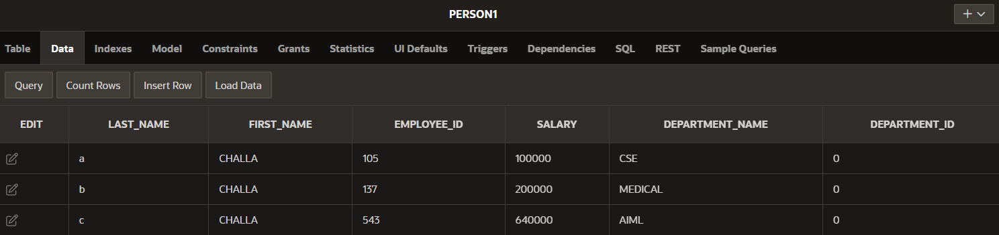 PERSON1
Table Data Indexes Model Constraints Grants Statistics UI Defaults Triggers Dependencies SQL REST Sample Queries
Query Count Rows Insert Row Load Data
EDIT LAST_NAME FIRST_NAME EMPLOYEE_ID SALARY DEPARTMENT_NAME DEPARTMENT_ID
a CHALLA 105 100000 CSE 0
b CHALLA 137 200000 MEDICAL 0
c CHALLA 543 640000 AIML 0